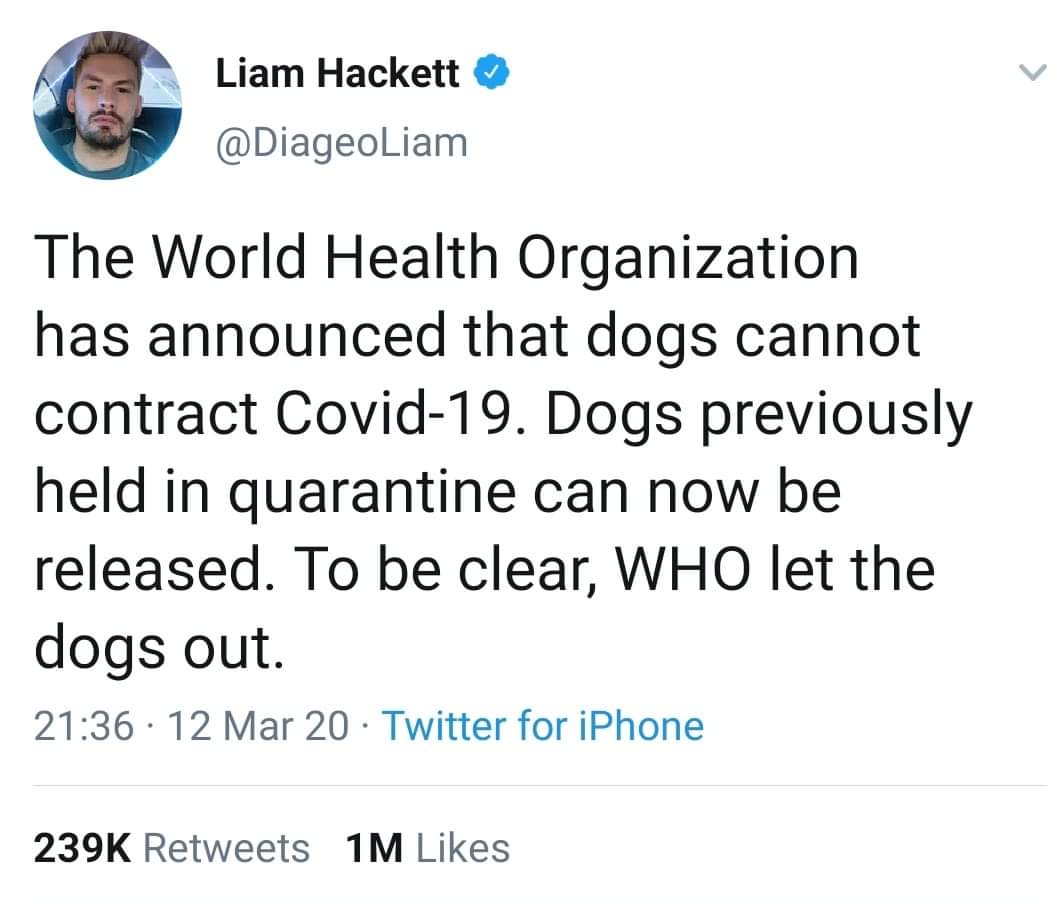 Liam Hackett
@DiageoLiam
The World Health Organization
has announced that dogs cannot
contract Covid-19. Dogs previously
held in quarantine can now be
released. To be clear, WHO let the
dogs out.
21:36 · 12 Mar 20 · Twitter for iPhone
239K Retweets 1M Likes